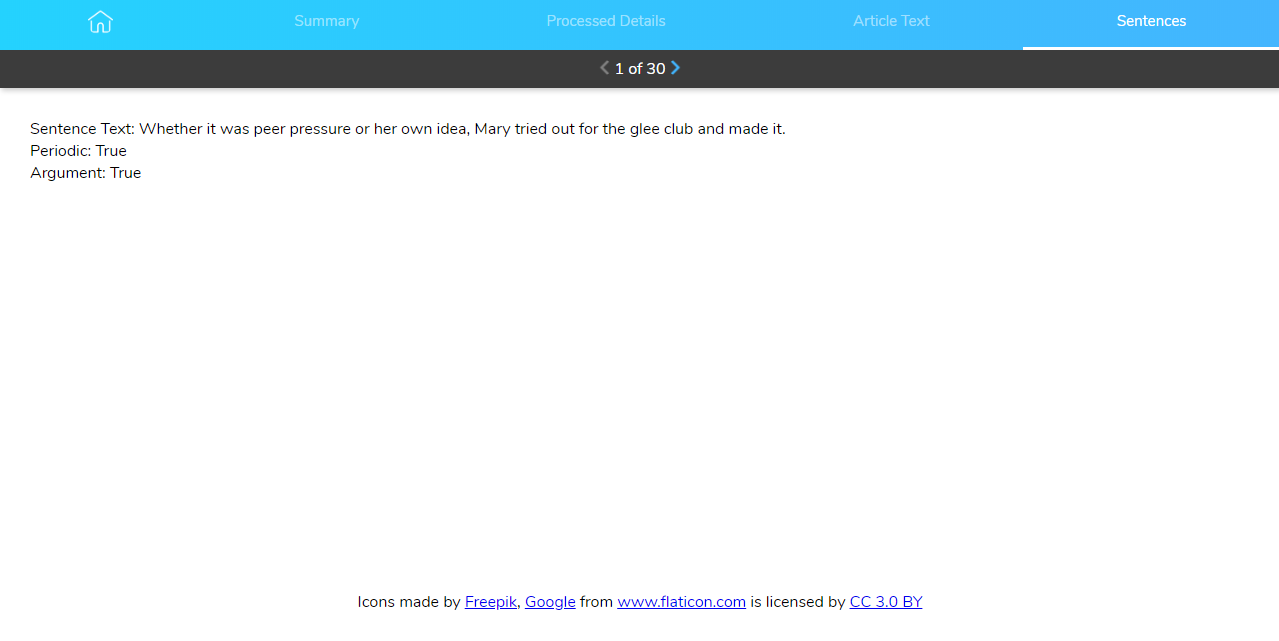 Summary
Processed Details
Article Text
Sentences
1 of 30
Sentence Text: Whether it was peer pressure or her own idea, Mary tried out for the glee club and made it.
Periodic: True
Argument: True
Icons made by Freepik, Google from www.flaticon.com is licensed by CC 3.0 BY